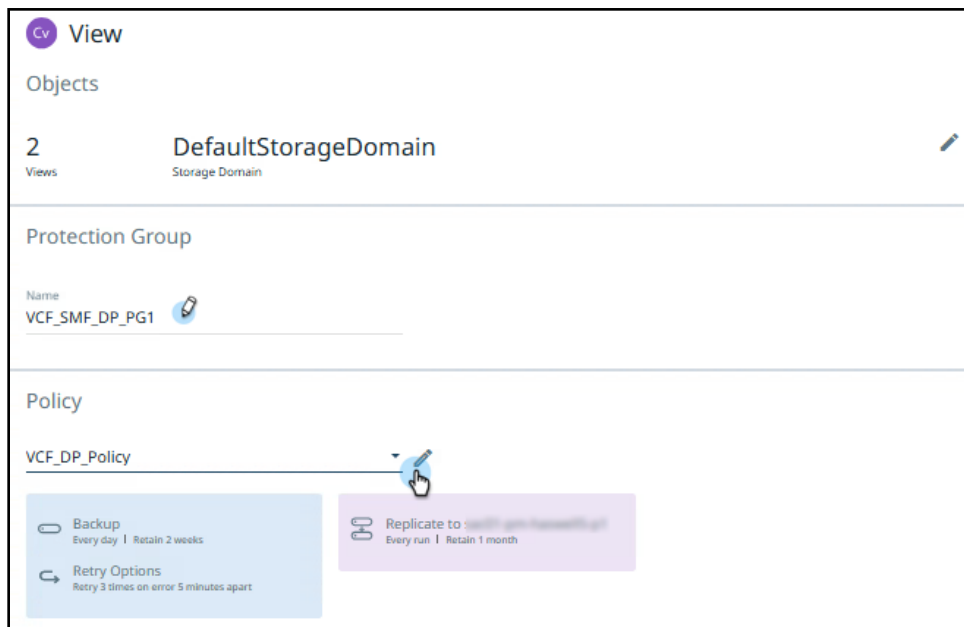 Cv View
Objects
2 DefaultStorageDomain
Views Storage Domain
Protection Group
Name
VCF_SMF_DP_PG1
Policy
VCF_DP_Policy
Backup
Every day | Retain 2 weeks
Retry Options
Retry 3 times on error 5 minutes apart
Replicate to
Every run | Retain 1 month